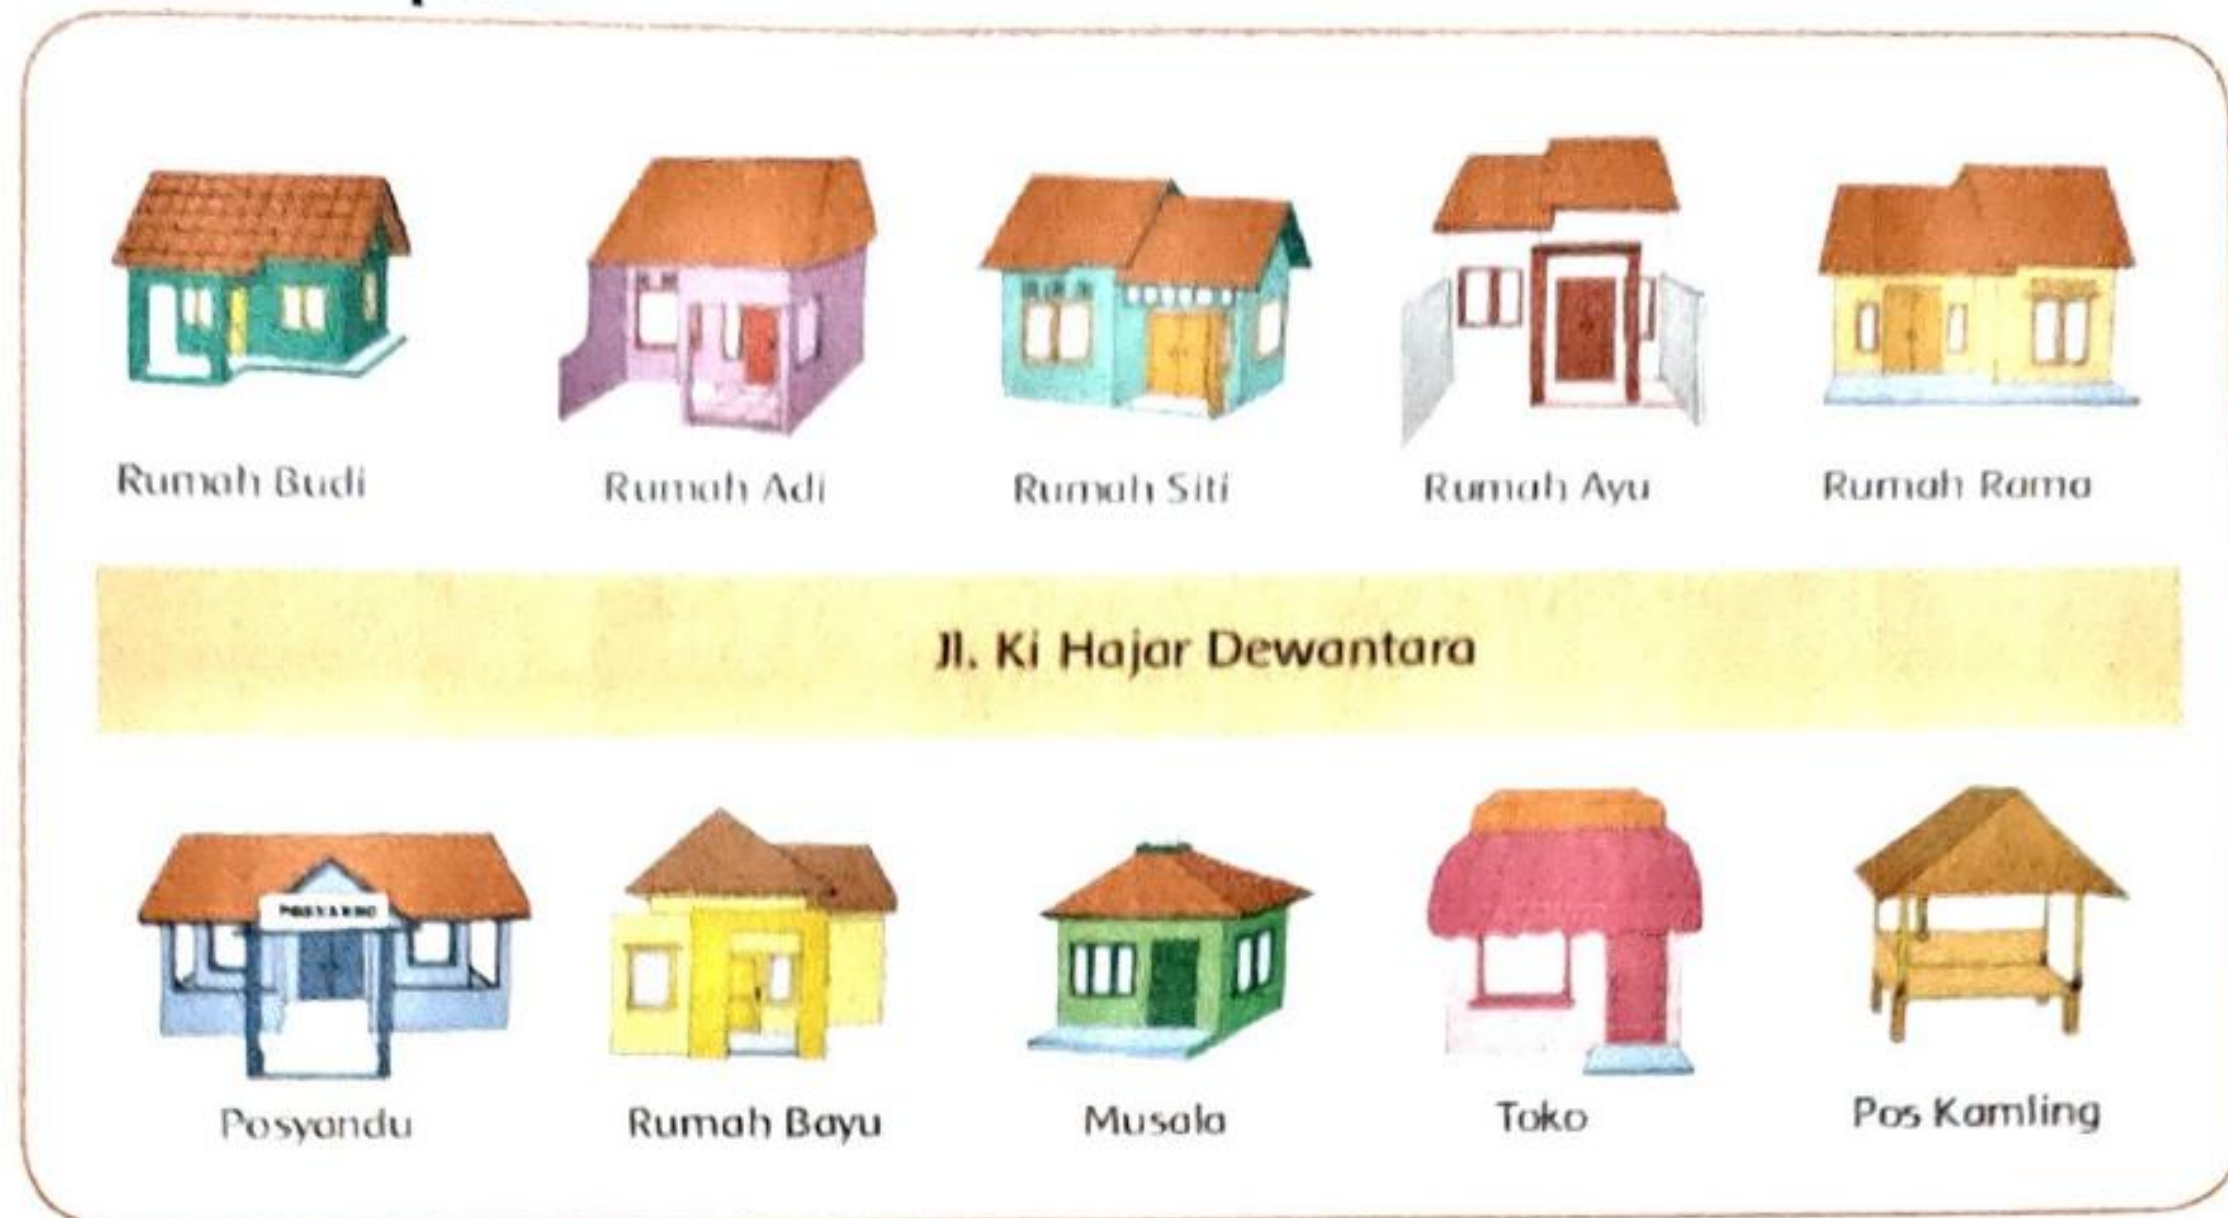 Rumah Budi
Rumah Adi
Rumah Siti
Rumah Ayu
Rumah Rama
Jl. Ki Hajar Dewantara
POSYANDU
Posyandu
Rumah Bayu
Musala
Toko
Pos Kamling